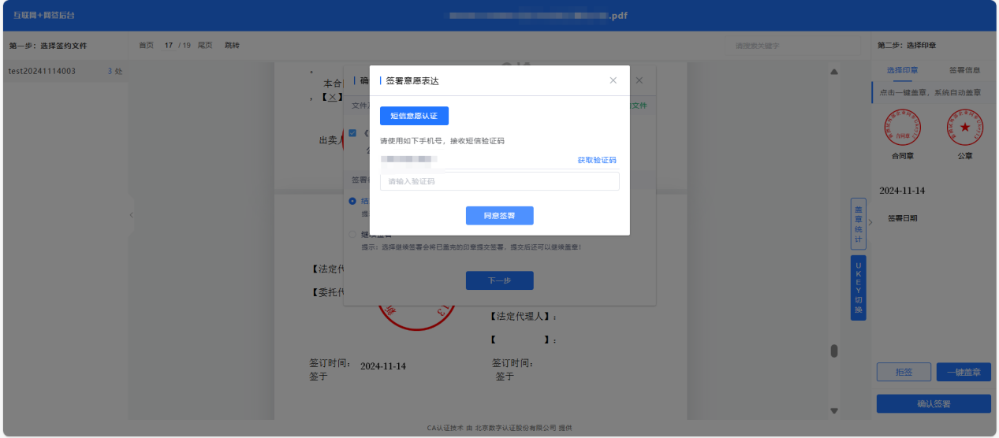 互联网+网签后台
.pdf
第一步：选择签约文件
首页 17 / 19 尾页 跳转
请搜索关键字
第二步：选择印章
test20241114003 3 处
选择印章 签署信息
点击一键盖章，系统自动盖章
合同章
合同章 公章
2024-11-14
签署日期
盖章统计
UKEY切换
拒签 一键盖章
确认签署
本合
，【X】
出卖人
【法定代
【委托代
签订时间： 2024-11-14
签于
【法定代理人】：
【 】：
签订时间：
签于
确
文件
文件
《
签署
结
提
继续签署
提示：选择继续签署会将已盖完的印章提交签署，提交后还可以继续盖章！
下一步
签署意愿表达
短信意愿认证
请使用如下手机号，接收短信验证码
获取验证码
请输入验证码
同意签署
CA认证技术 由 北京数字认证股份有限公司 提供